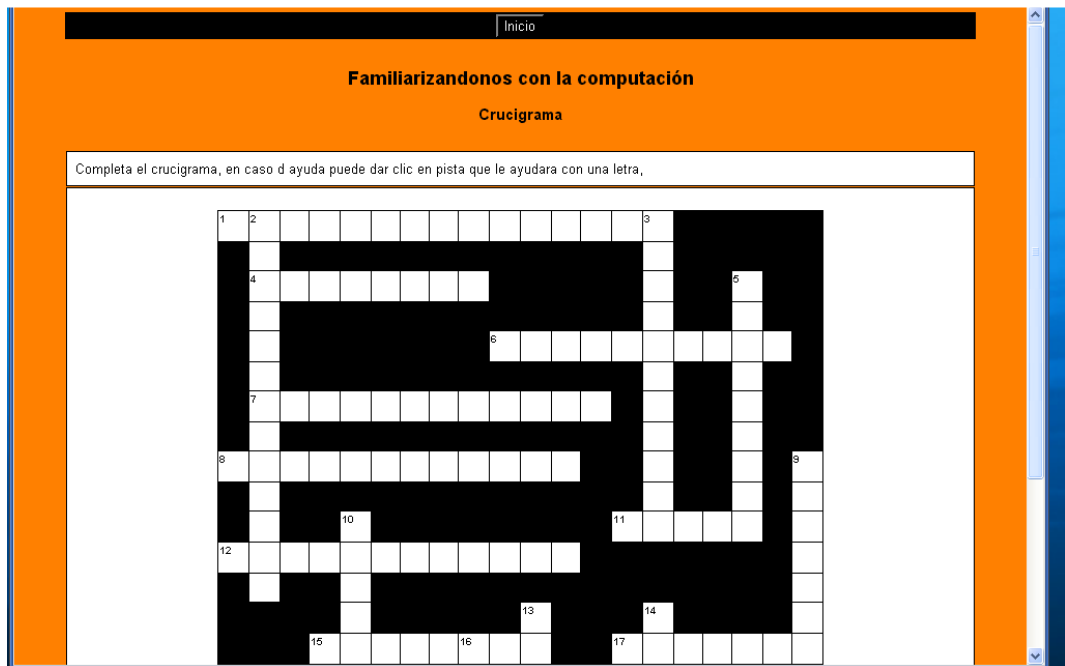 Inicio
Familiarizandonos con la computación
Crucigrama
Completa el crucigrama, en caso d ayuda puede dar clic en pista que le ayudara con una letra,
1 2 3
4 5
6
7
8 9
10 11
12
13 14
15 16 17